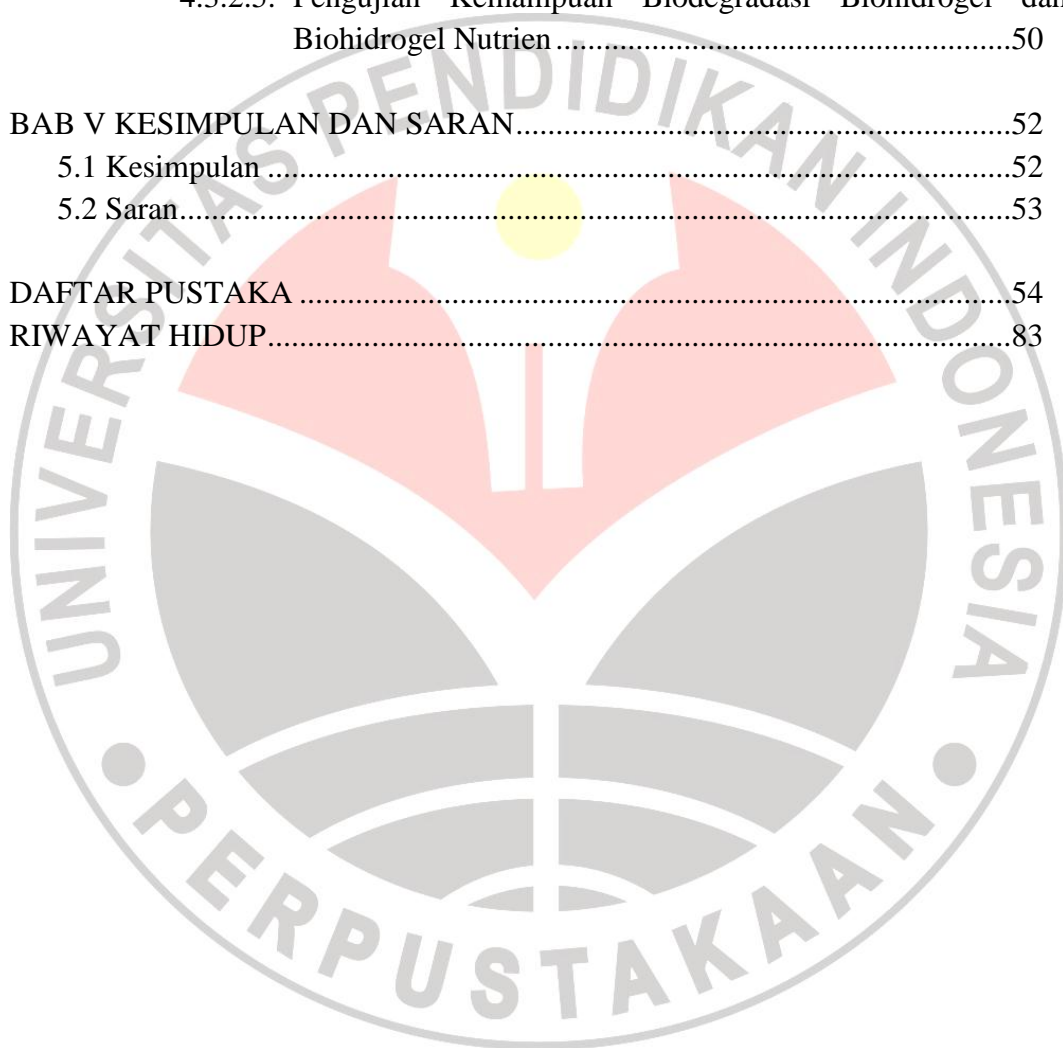 4.3.2.5. Pengujian Kemampuan Biodegradasi Biohidrogel dan
Biohidrogel Nutrien ............................................................50
BAB V KESIMPULAN DAN SARAN....................................................................52
5.1 Kesimpulan ....................................................................................................52
5.2 Saran...............................................................................................................53
DAFTAR PUSTAKA ...............................................................................................54
RIWAYAT HIDUP...................................................................................................83
UNIVERSITAS PENDIDIKAN INDONESIA
PERPUSTAKAAN